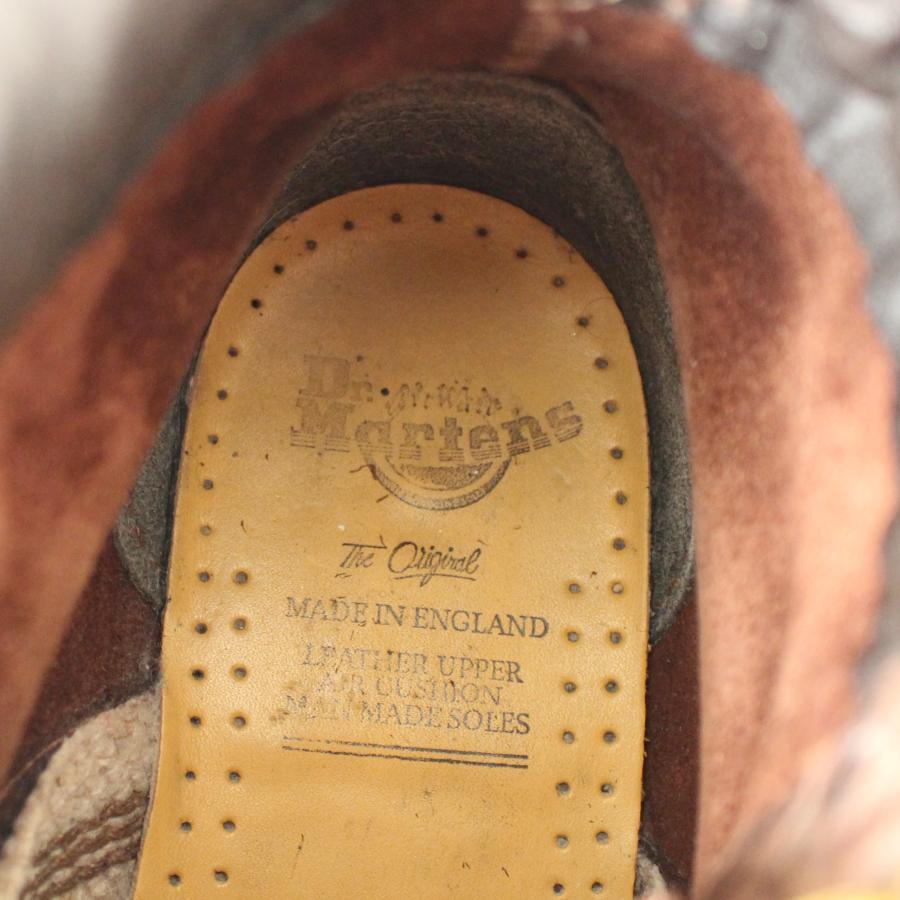 Dr.
Martens
The Original
MADE IN ENGLAND
LEATHER UPPER
AIR CUSHION
MAN MADE SOLES